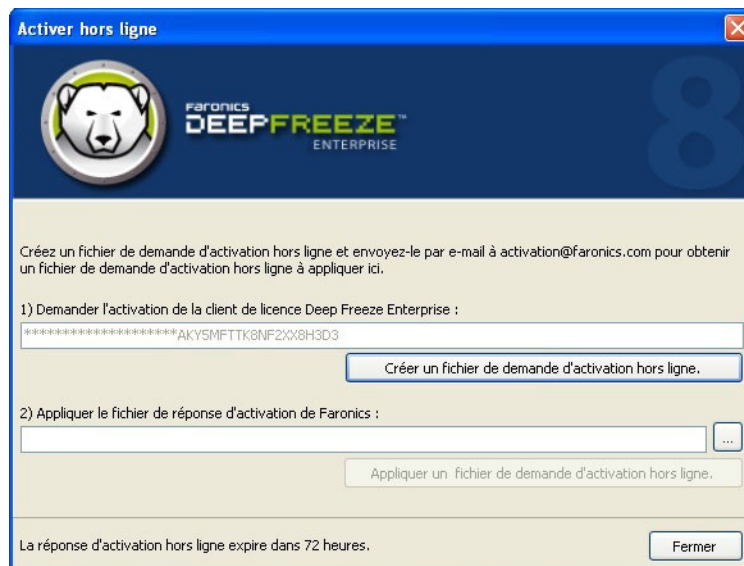 Activer hors ligne
FARONICS
DEEPFREEZE™
ENTERPRISE
8
Créez un fichier de demande d'activation hors ligne et envoyez-le par e-mail à activation@faronics.com pour obtenir
un fichier de demande d'activation hors ligne à appliquer ici.
1) Demander l'activation de la client de licence Deep Freeze Enterprise :
********************AKY5MFTTK8NF2XX8H3D3
Créer un fichier de demande d'activation hors ligne.
2) Appliquer le fichier de réponse d'activation de Faronics :
...
Appliquer un fichier de demande d'activation hors ligne.
La réponse d'activation hors ligne expire dans 72 heures.
Fermer